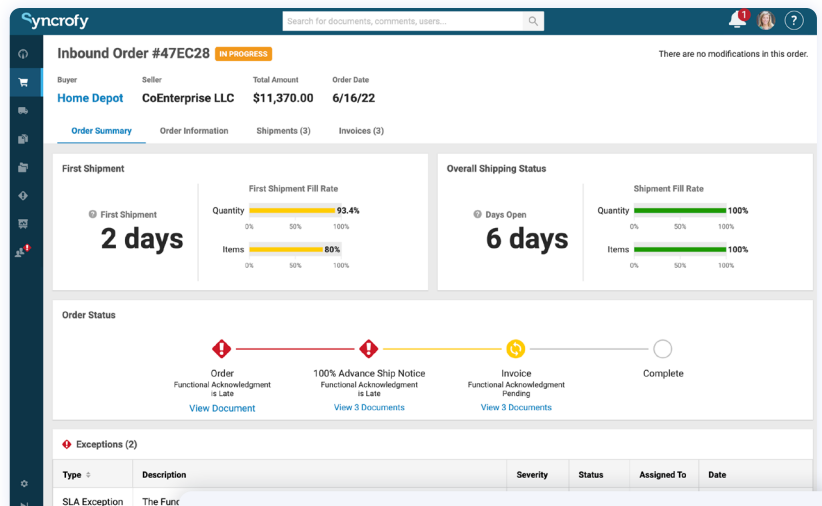 Syncrofy
Search for documents, comments, users...
1
?
Inbound Order #47EC28 IN PROGRESS
There are no modifications in this order.
Buyer Seller Total Amount Order Date
Home Depot CoEnterprise LLC $11,370.00 6/16/22
Order Summary Order Information Shipments (3) Invoices (3)
First Shipment
First Shipment Fill Rate
First Shipment
2 days
Quantity 93.4%
0% 50% 100%
Items 80%
0% 50% 100%
Overall Shipping Status
Shipment Fill Rate
Days Open
6 days
Quantity 100%
0% 50% 100%
Items 100%
0% 50% 100%
Order Status
Order
Functional Acknowledgment
is Late
View Document
100% Advance Ship Notice
Functional Acknowledgment
is Late
View 3 Documents
Invoice
Functional Acknowledgment
Pending
View 3 Documents
Complete
Exceptions (2)
Type Description Severity Status Assigned To Date
SLA Exception The Func